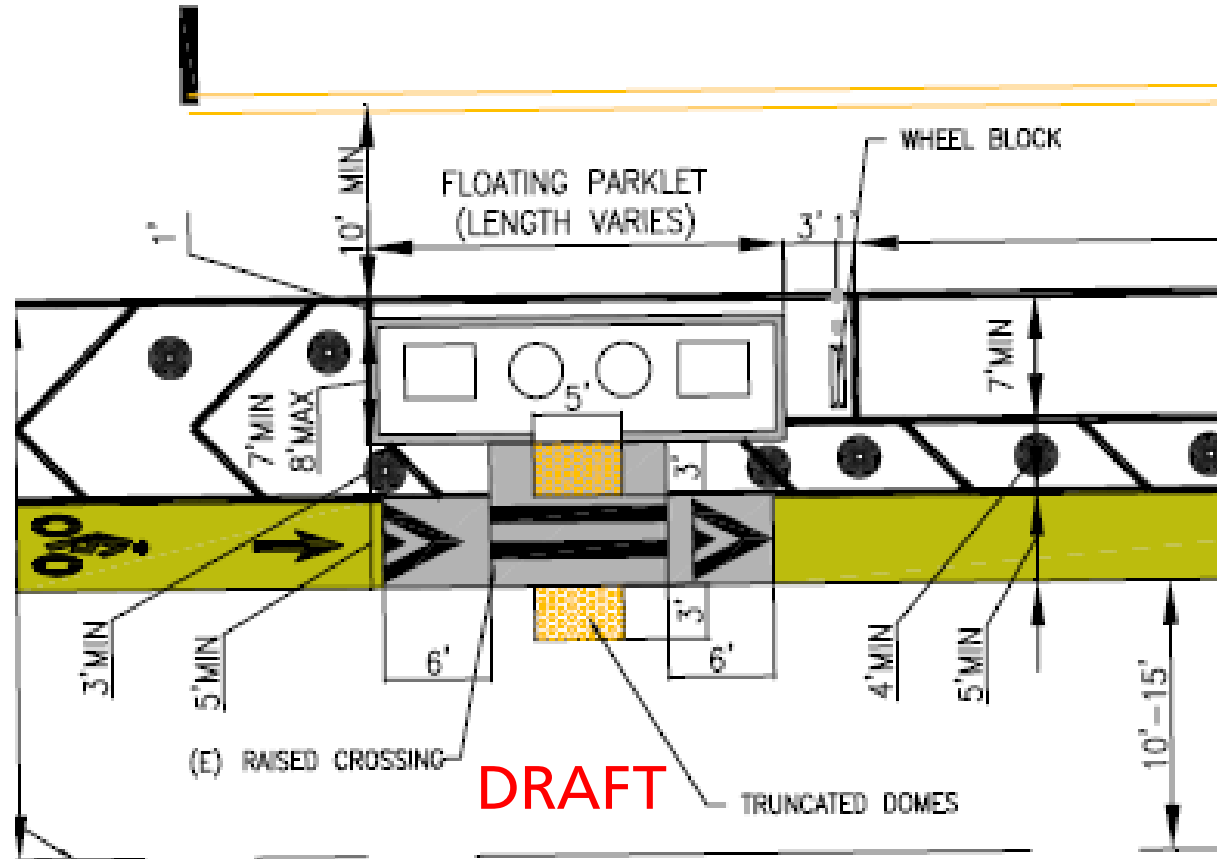 WHEEL BLOCK
FLOATING PARKLET
(LENGTH VARIES)
10' MIN
3' 1'
1'
7'MIN
8'MAX
5'
7'MIN
3'
3'MIN
5'MIN
6'
3'
6'
4'MIN
5'MIN
10'-15'
(E) RAISED CROSSING
DRAFT
TRUNCATED DOMES